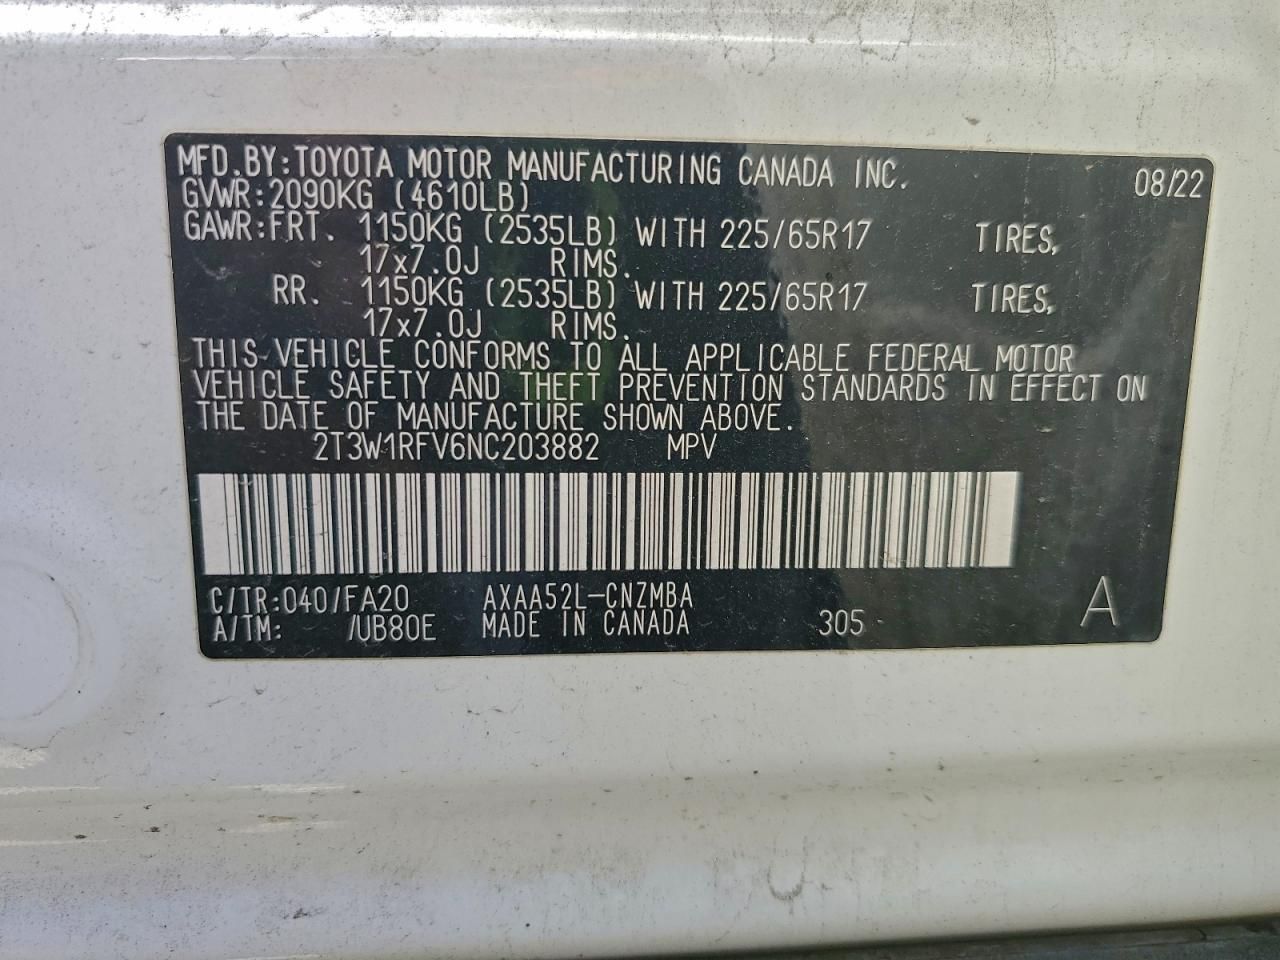 MFD.BY:TOYOTA MOTOR MANUFACTURING CANADA INC. 08/22
GVWR:2090KG (4610LB)
GAWR:FRT. 1150KG (2535LB) WITH 225/65R17 TIRES,
17x7.0J RIMS.
RR. 1150KG (2535LB) WITH 225/65R17 TIRES,
17x7.0J RIMS.
THIS VEHICLE CONFORMS TO ALL APPLICABLE FEDERAL MOTOR
VEHICLE SAFETY AND THEFT PREVENTION STANDARDS IN EFFECT ON
THE DATE OF MANUFACTURE SHOWN ABOVE.
2T3W1RFV6NC203882 MPV
C/TR:040/FA20 AXAA52L-CNZMBA A
A/TM: /UB80E MADE IN CANADA 305